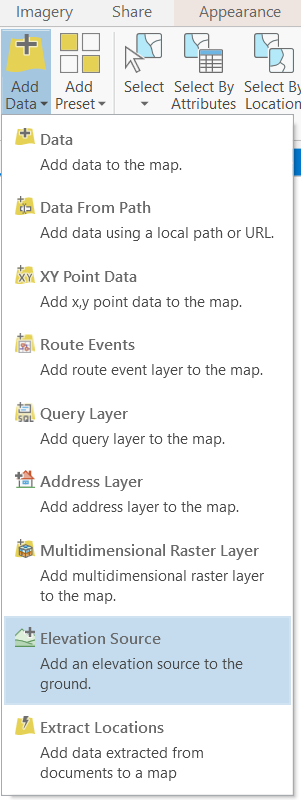 Imagery Share Appearance
Add Data Add Preset Select Select By Attributes Select By Location
Data
Add data to the map.
Data From Path
Add data using a local path or URL.
XY Point Data
Add x,y point data to the map.
Route Events
Add route event layer to the map.
SQL
Query Layer
Add query layer to the map.
Address Layer
Add address layer to the map.
Multidimensional Raster Layer
Add multidimensional raster layer
to the map.
Elevation Source
Add an elevation source to the
ground.
Extract Locations
Add data extracted from
documents to a map